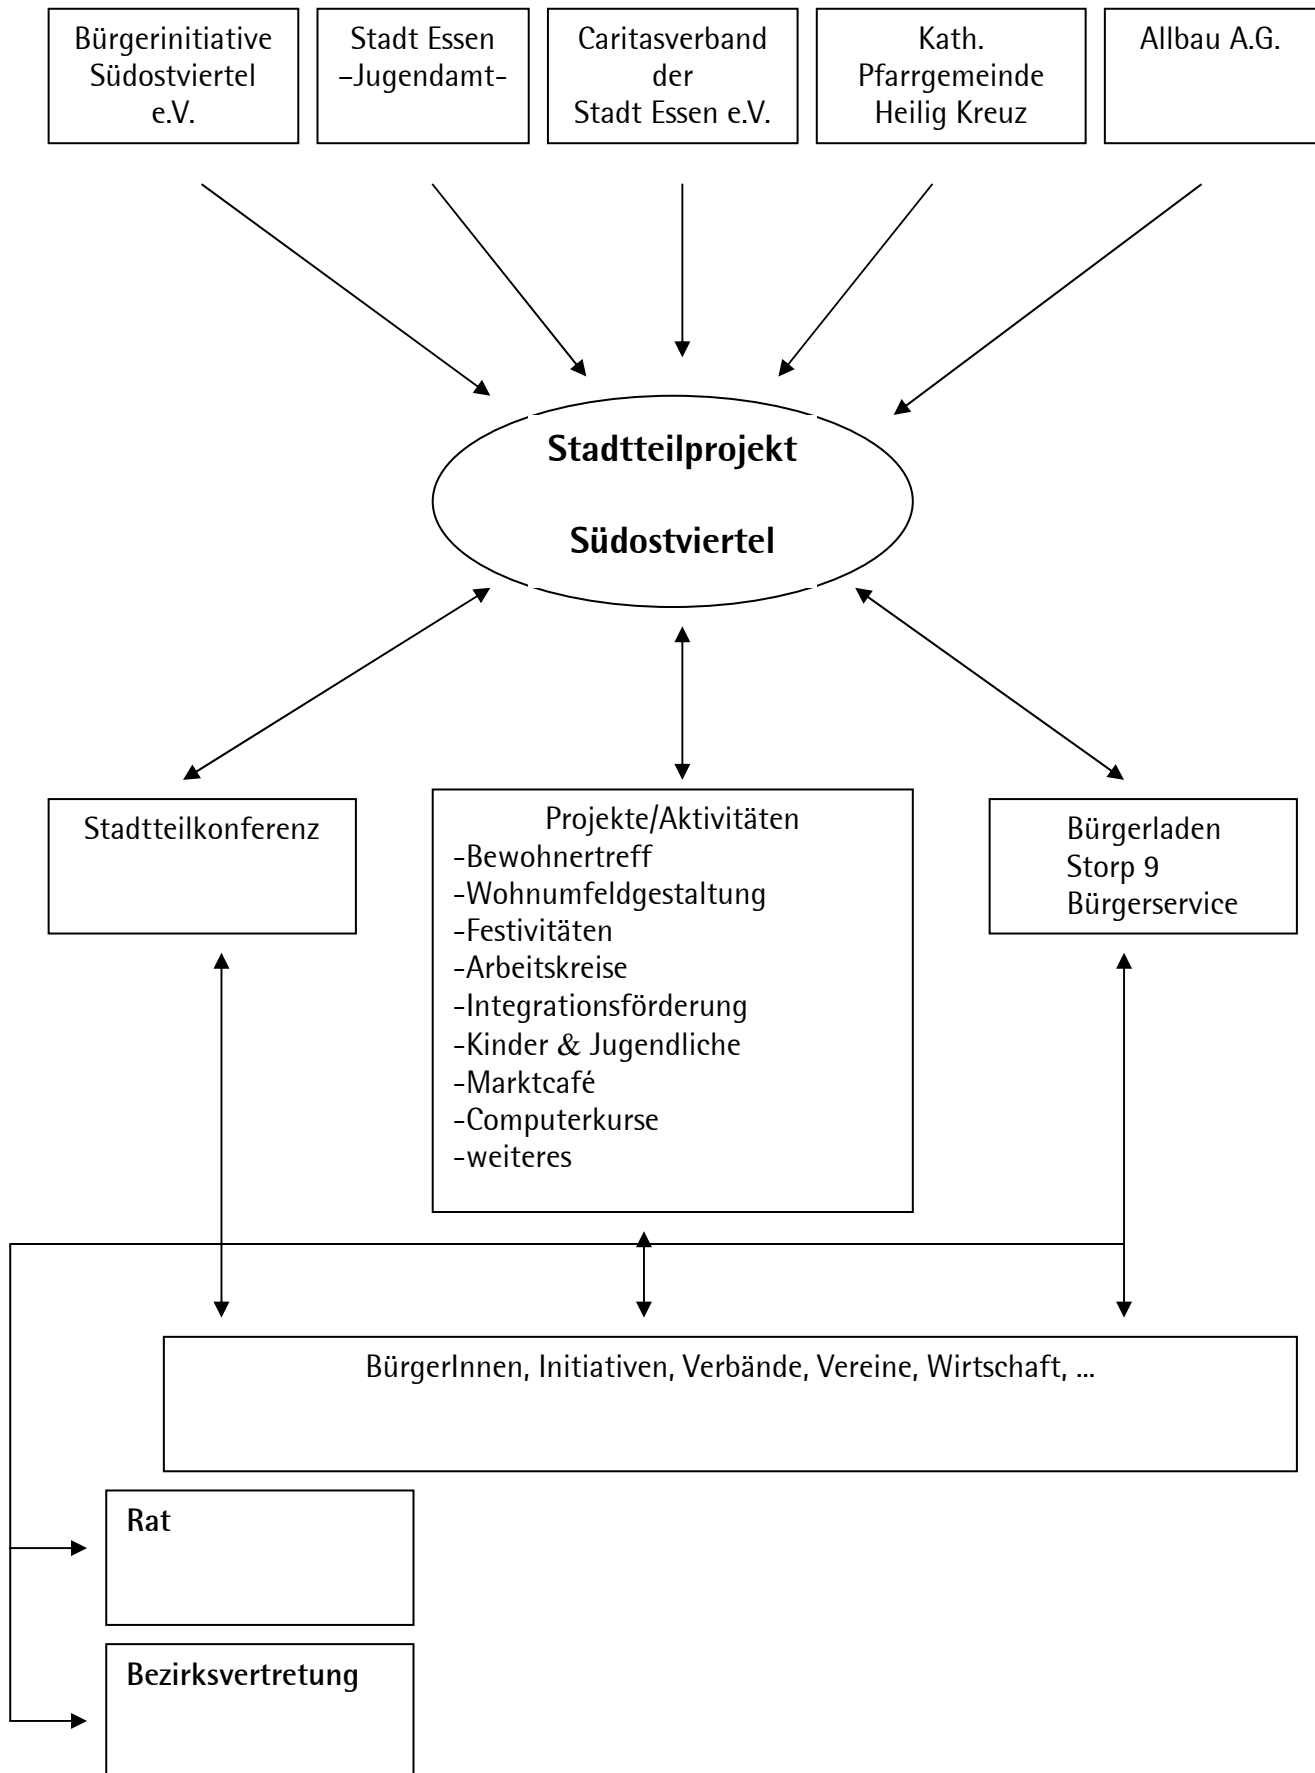 Bürgerinitiative
Südostviertel
e.V.
Stadt Essen
-Jugendamt-
Caritasverband
der
Stadt Essen e.V.
Kath.
Pfarrgemeinde
Heilig Kreuz
Allbau A.G.
Stadtteilprojekt
Südostviertel
Stadtteilkonferenz
Projekte/Aktivitäten
-Bewohnertreff
-Wohnumfeldgestaltung
-Festivitäten
-Arbeitskreise
-Integrationsförderung
-Kinder & Jugendliche
-Marktcafé
-Computerkurse
-weiteres
Bürgerladen
Storp 9
Bürgerservice
BürgerInnen, Initiativen, Verbände, Vereine, Wirtschaft, ...
Rat
Bezirksvertretung